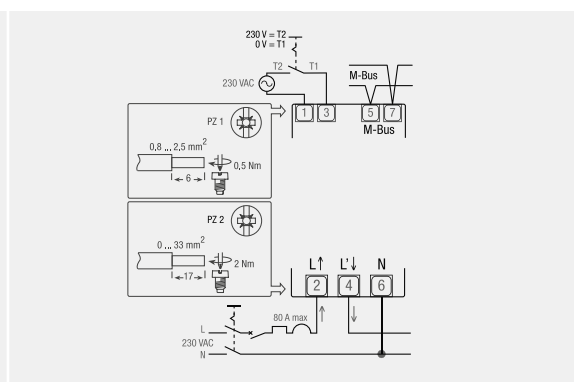 230 V = T2
0 V = T1
T2 T1
230 VAC
M-Bus
1 3 5 7
M-Bus
PZ 1
0,8 ... 2,5 mm²
0,5 Nm
6
PZ 2
0 ... 33 mm²
2 Nm
17
L↑ L'↓ N
2 4 6
80 A max
L
230 VAC
N